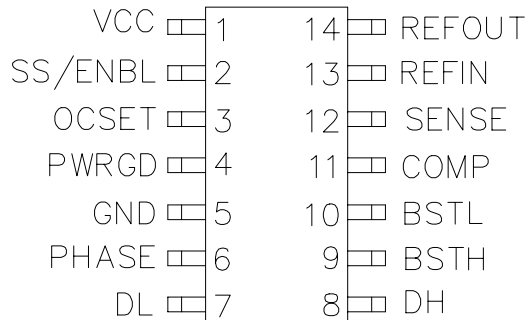 VCC 1 14 REFOUT
SS/ENBL 2 13 REFIN
OCSET 3 12 SENSE
PWRGD 4 11 COMP
GND 5 10 BSTL
PHASE 6 9 BSTH
DL 7 8 DH